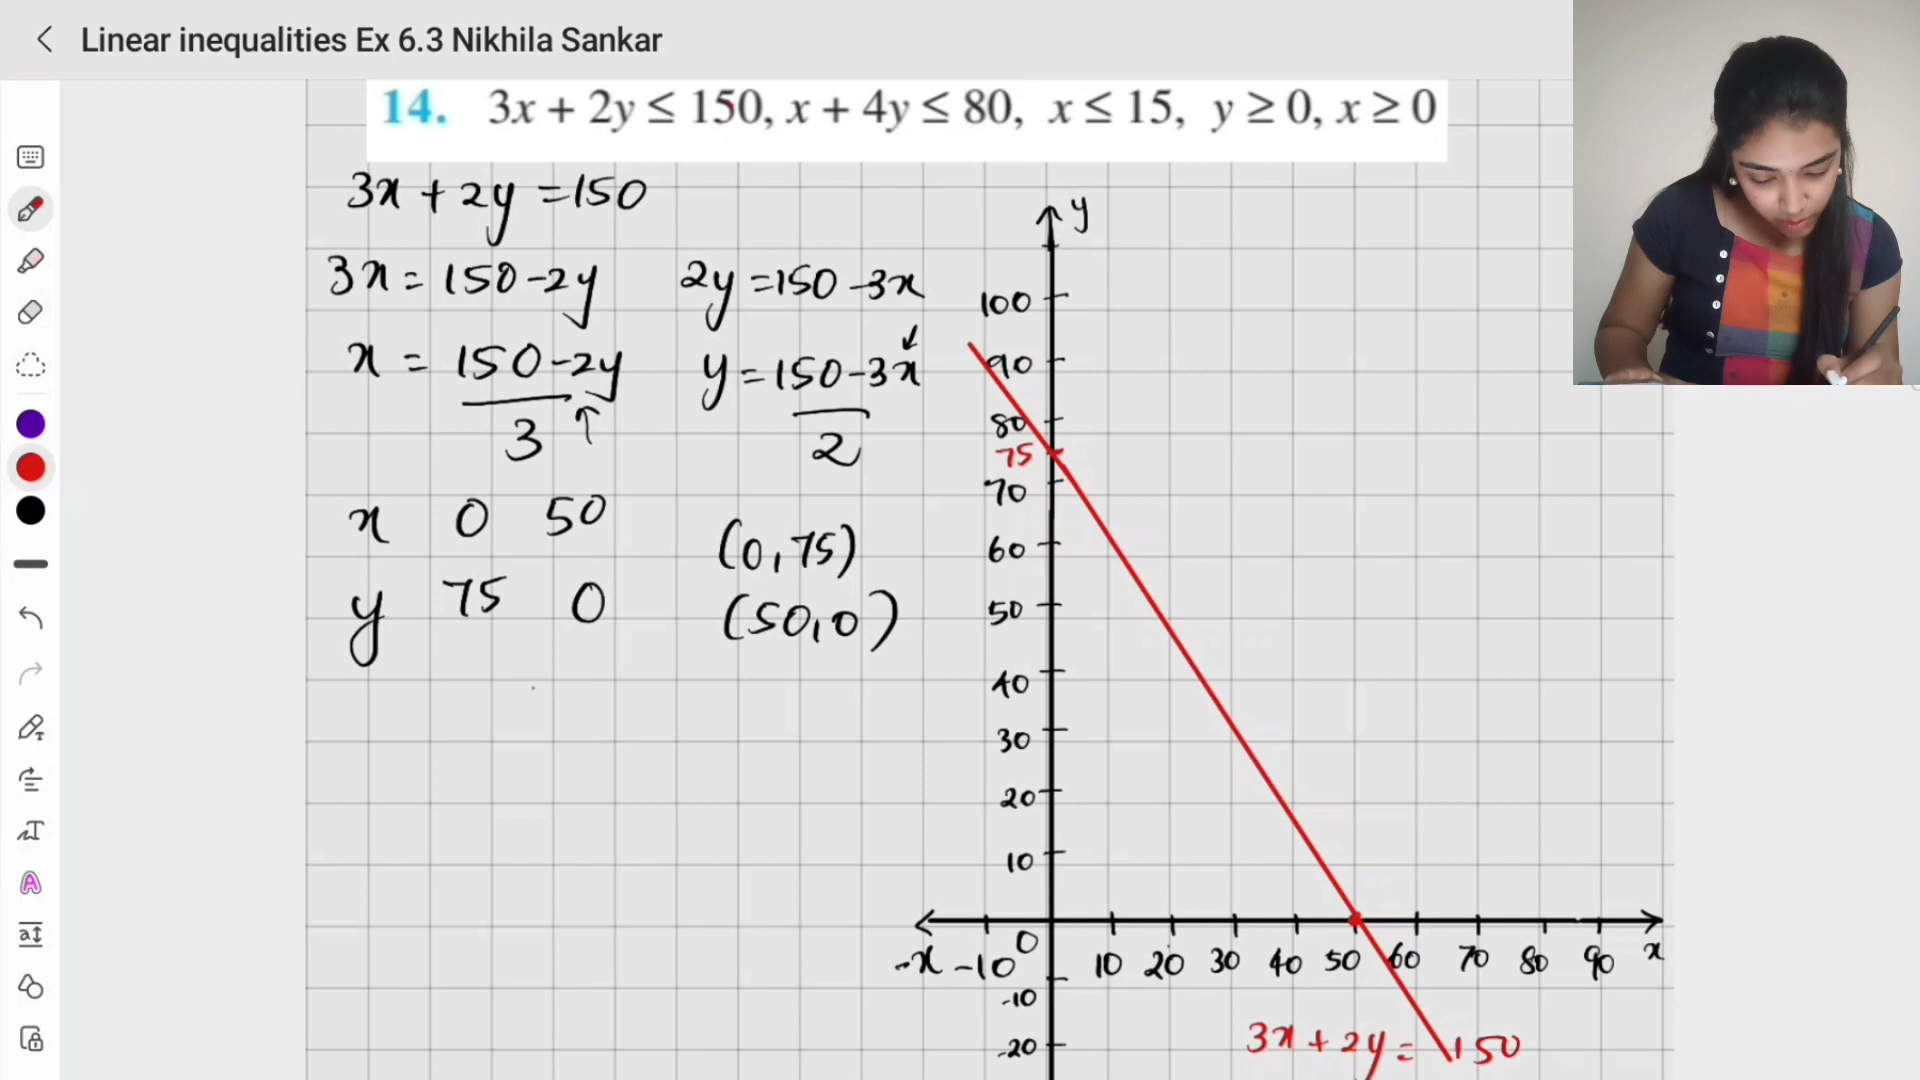 Linear inequalities Ex 6.3 Nikhila Sankar
14. 3x + 2y ≤ 150, x + 4y ≤ 80, x ≤ 15, y ≥ 0, x ≥ 0
3x + 2y = 150
3x = 150 - 2y
2y = 150 - 3x
x = 150 - 2y
3
y = 150 - 3x
2
x 0 50
y 75 0
(0, 75)
(50, 0)
y
100
90
80
75
70
60
50
40
30
20
10
0
-x -10 10 20 30 40 50 60 70 80 90 x
-10
-20
3x + 2y = 150